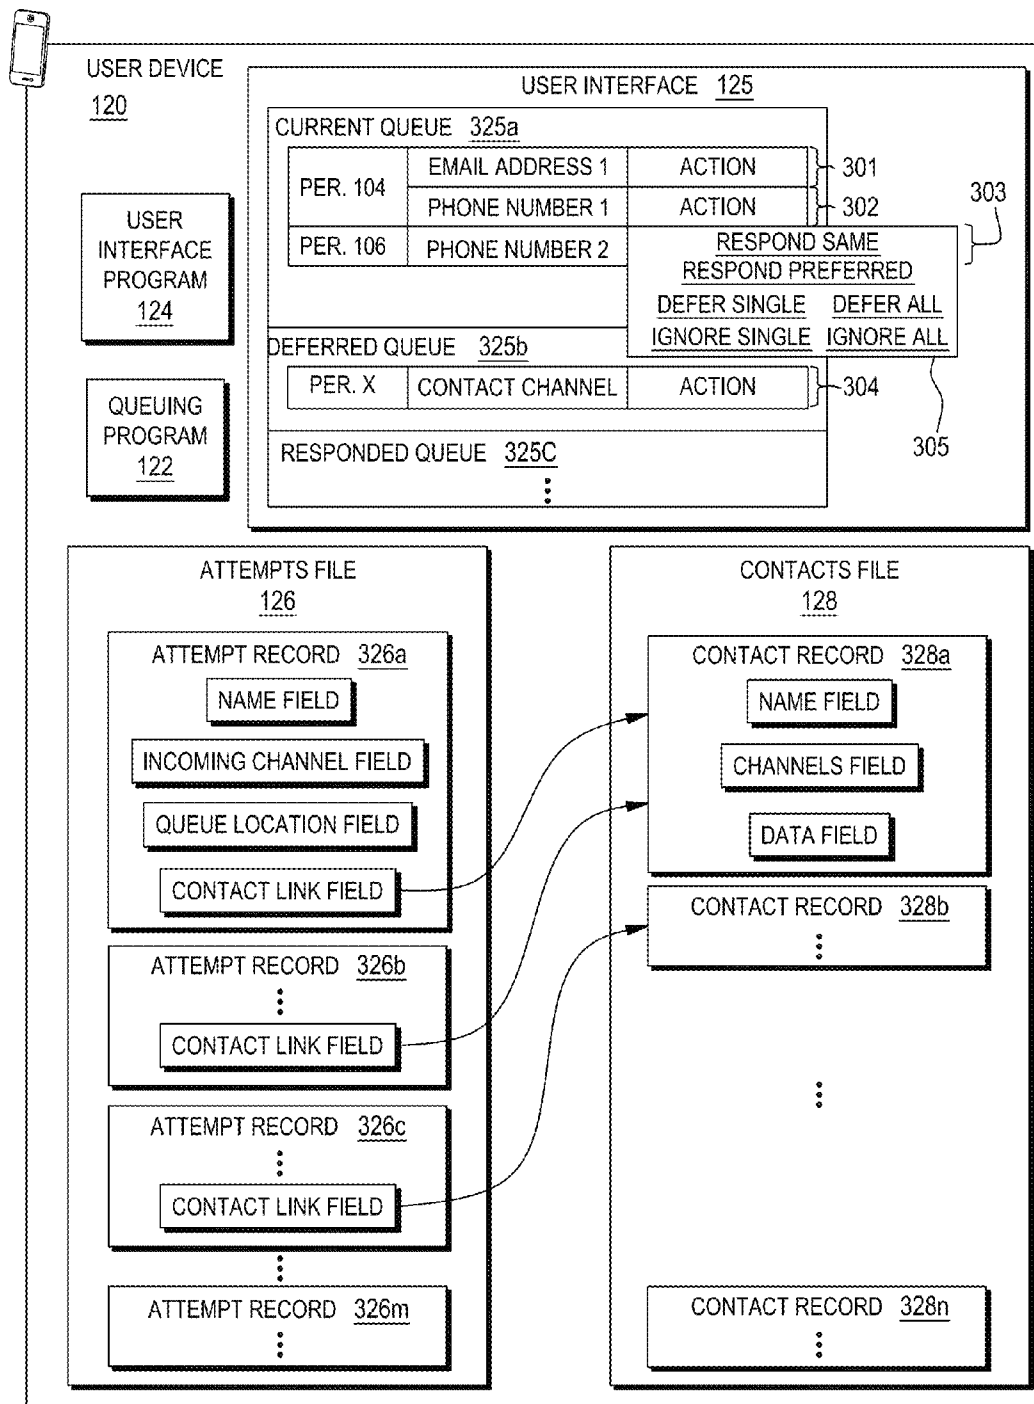 USER DEVICE
120
USER INTERFACE 125
CURRENT QUEUE 325a
PER. 104
EMAIL ADDRESS 1
ACTION
301
PHONE NUMBER 1
ACTION
302
303
PER. 106
PHONE NUMBER 2
RESPOND SAME
RESPOND PREFERRED
DEFER SINGLE DEFER ALL
IGNORE SINGLE IGNORE ALL
305
DEFERRED QUEUE 325b
PER. X
CONTACT CHANNEL
ACTION
304
RESPONDED QUEUE 325C
USER
INTERFACE
PROGRAM
124
QUEUING
PROGRAM
122
ATTEMPTS FILE
126
ATTEMPT RECORD 326a
NAME FIELD
INCOMING CHANNEL FIELD
QUEUE LOCATION FIELD
CONTACT LINK FIELD
ATTEMPT RECORD 326b
CONTACT LINK FIELD
ATTEMPT RECORD 326c
CONTACT LINK FIELD
ATTEMPT RECORD 326m
CONTACTS FILE
128
CONTACT RECORD 328a
NAME FIELD
CHANNELS FIELD
DATA FIELD
CONTACT RECORD 328b
CONTACT RECORD 328n